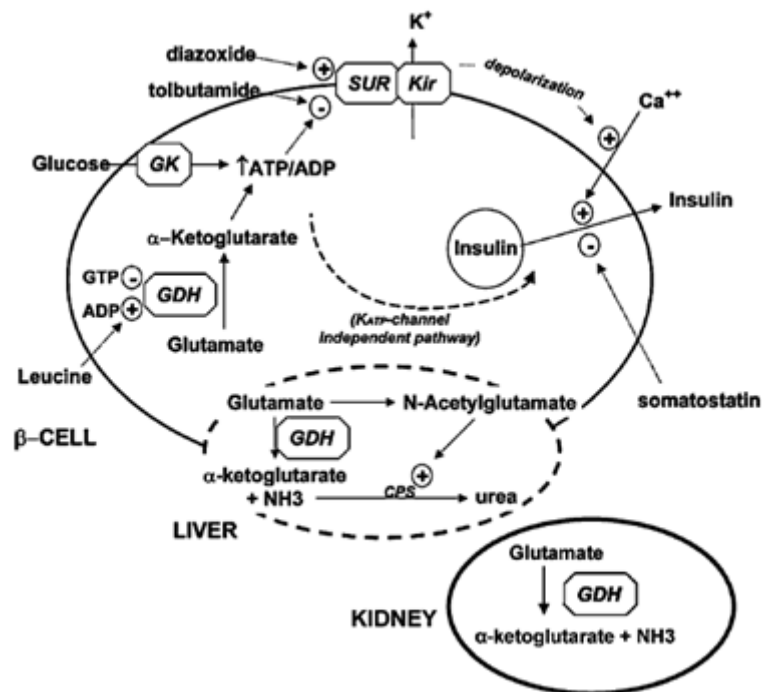 K+
diazoxide
+
SUR
Kir
depolarization
tolbutamide
-
Ca++
+
Glucose
GK
↑ATP/ADP
+
Insulin
α–Ketoglutarate
Insulin
-
GTP
-
GDH
ADP
+
(KATP-channel
Independent pathway)
Glutamate
Leucine
somatostatin
Glutamate
N-Acetylglutamate
β–CELL
GDH
α-ketoglutarate
+
+ NH3
CPS
urea
LIVER
Glutamate
GDH
KIDNEY
α-ketoglutarate + NH3